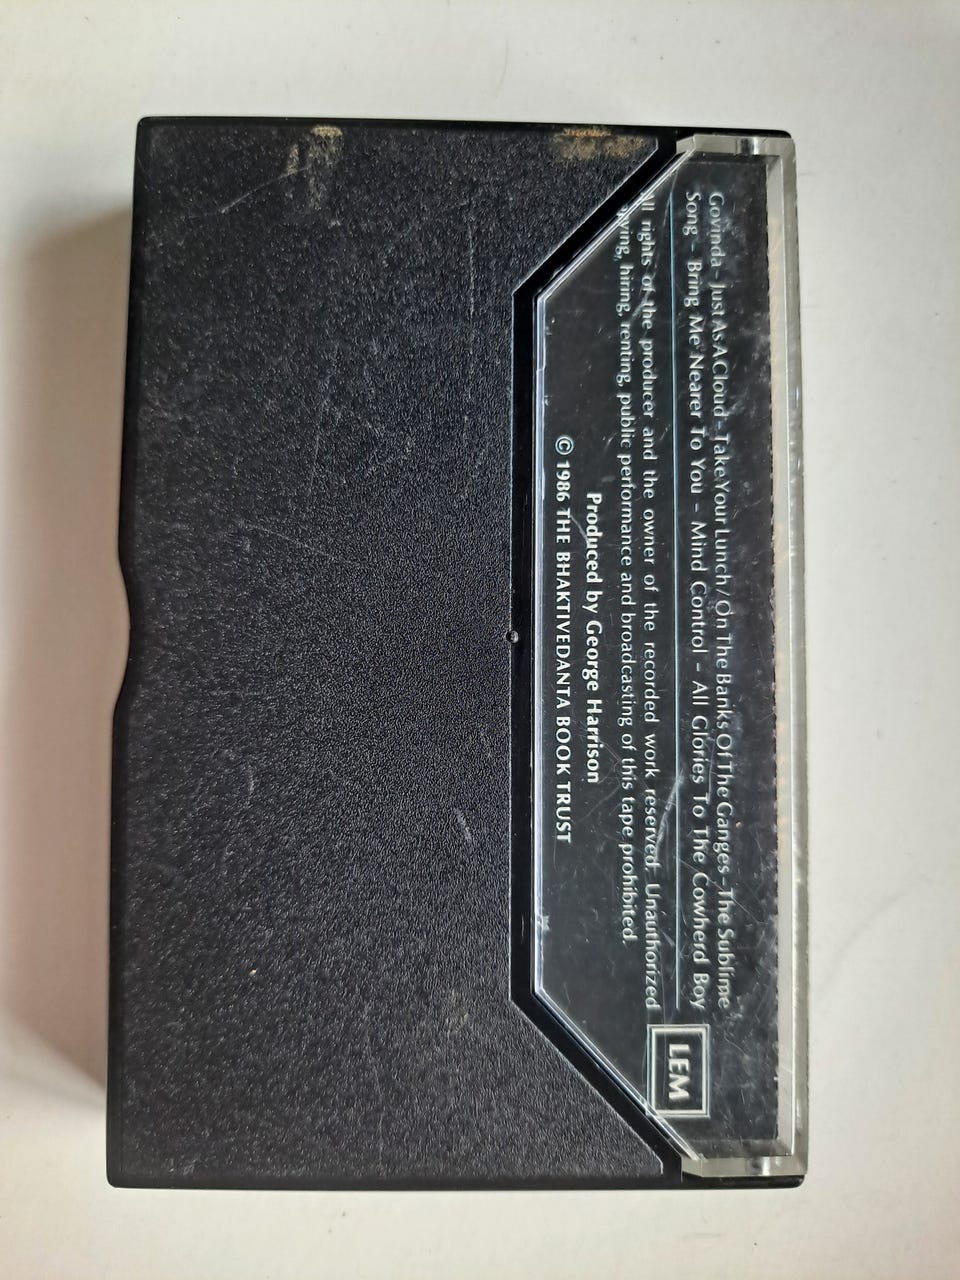 Govinda - Just As A Cloud - Take Your Lunch / On The Banks Of The Ganges - The Sublime
Song - Bring Me Nearer To You - Mind Control - All Glories To The Cowherd Boy
All rights of the producer and the owner of the recorded work reserved. Unauthorized
hiring, renting, public performance and broadcasting of this tape prohibited.
Produced by George Harrison
© 1986 THE BHAKTIVEDANTA BOOK TRUST
LEM